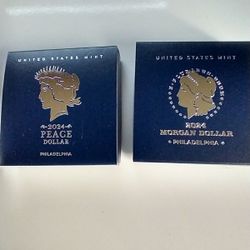 UNITED STATES MINT
2024
PEACE
DOLLAR
PHILADELPHIA
UNITED STATES MINT
2024
MORGAN DOLLAR
PHILADELPHIA